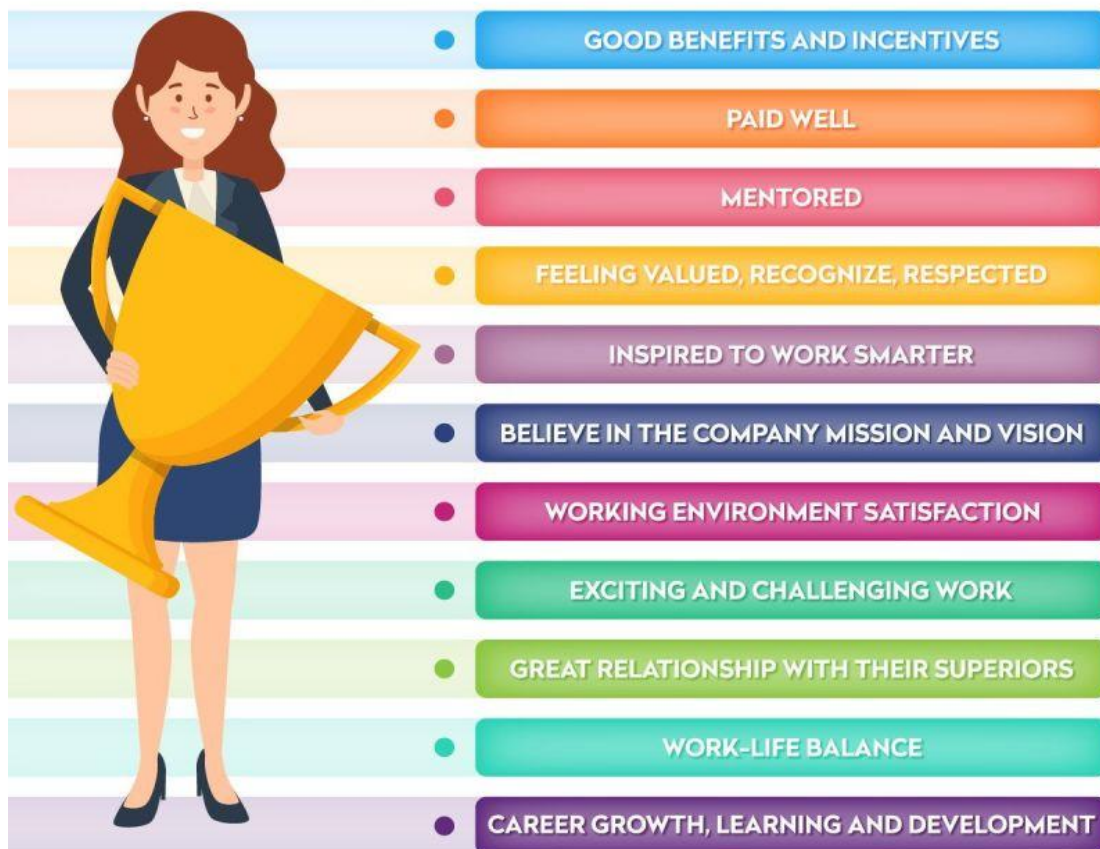 GOOD BENEFITS AND INCENTIVES
PAID WELL
MENTORED
FEELING VALUED, RECOGNIZE, RESPECTED
INSPIRED TO WORK SMARTER
BELIEVE IN THE COMPANY MISSION AND VISION
WORKING ENVIRONMENT SATISFACTION
EXCITING AND CHALLENGING WORK
GREAT RELATIONSHIP WITH THEIR SUPERIORS
WORK-LIFE BALANCE
CAREER GROWTH, LEARNING AND DEVELOPMENT